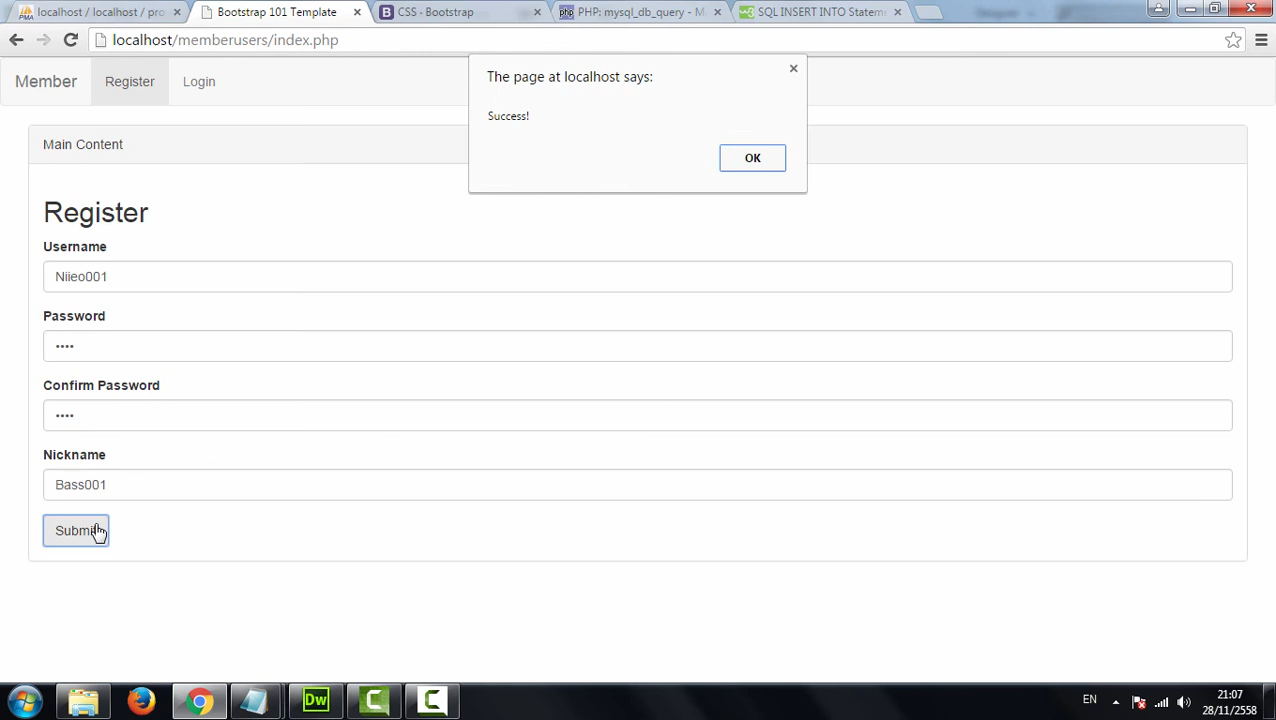 localhost / localhost / pro
Bootstrap 101 Template
CSS · Bootstrap
PHP: mysql_db_query - M
SQL INSERT INTO Statem
localhost/memberusers/index.php
Member
Register
Login
The page at localhost says:
Success!
OK
Main Content
Register
Username
Niieo001
Password
••••
Confirm Password
••••
Nickname
Bass001
Submit
Dw
EN
21:07
28/11/2558